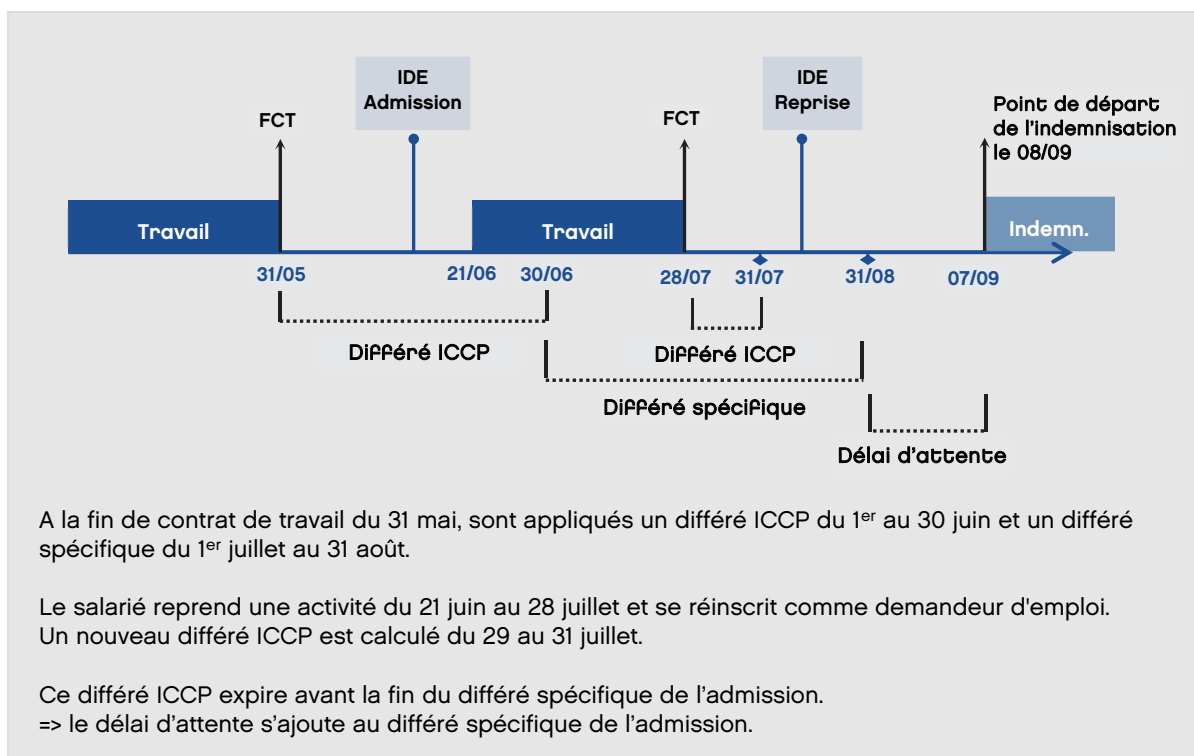 IDE
Admission
IDE
Reprise
FCT
FCT
Point de départ
de l'indemnisation
le 08/09
Travail
Travail
Indemn.
31/05
21/06
30/06
28/07
31/07
31/08
07/09
Différé ICCP
Différé ICCP
Différé spécifique
Délai d'attente
A la fin de contrat de travail du 31 mai, sont appliqués un différé ICCP du 1er au 30 juin et un différé
spécifique du 1er juillet au 31 août.
Le salarié reprend une activité du 21 juin au 28 juillet et se réinscrit comme demandeur d'emploi.
Un nouveau différé ICCP est calculé du 29 au 31 juillet.
Ce différé ICCP expire avant la fin du différé spécifique de l'admission.
=> le délai d'attente s'ajoute au différé spécifique de l'admission.